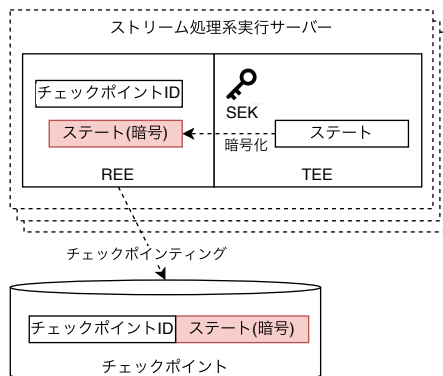 ストリーム処理系実行サーバー
チェックポイントID
SEK
ステート(暗号)
暗号化
ステート
REE
TEE
チェックポインティング
チェックポイントID
ステート(暗号)
チェックポイント